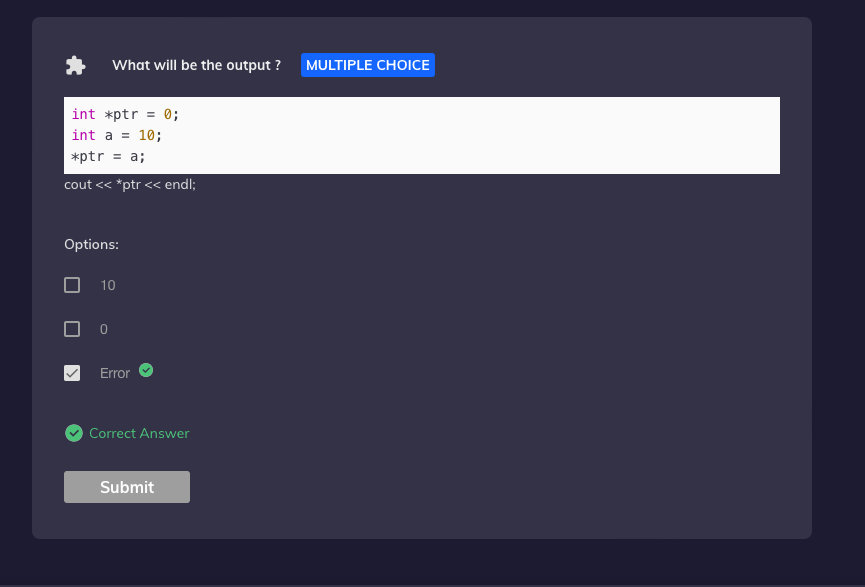 What will be the output ? MULTIPLE CHOICE
int *ptr = 0;
int a = 10;
*ptr = a;
cout << *ptr << endl;
Options:
10
0
Error
Correct Answer
Submit